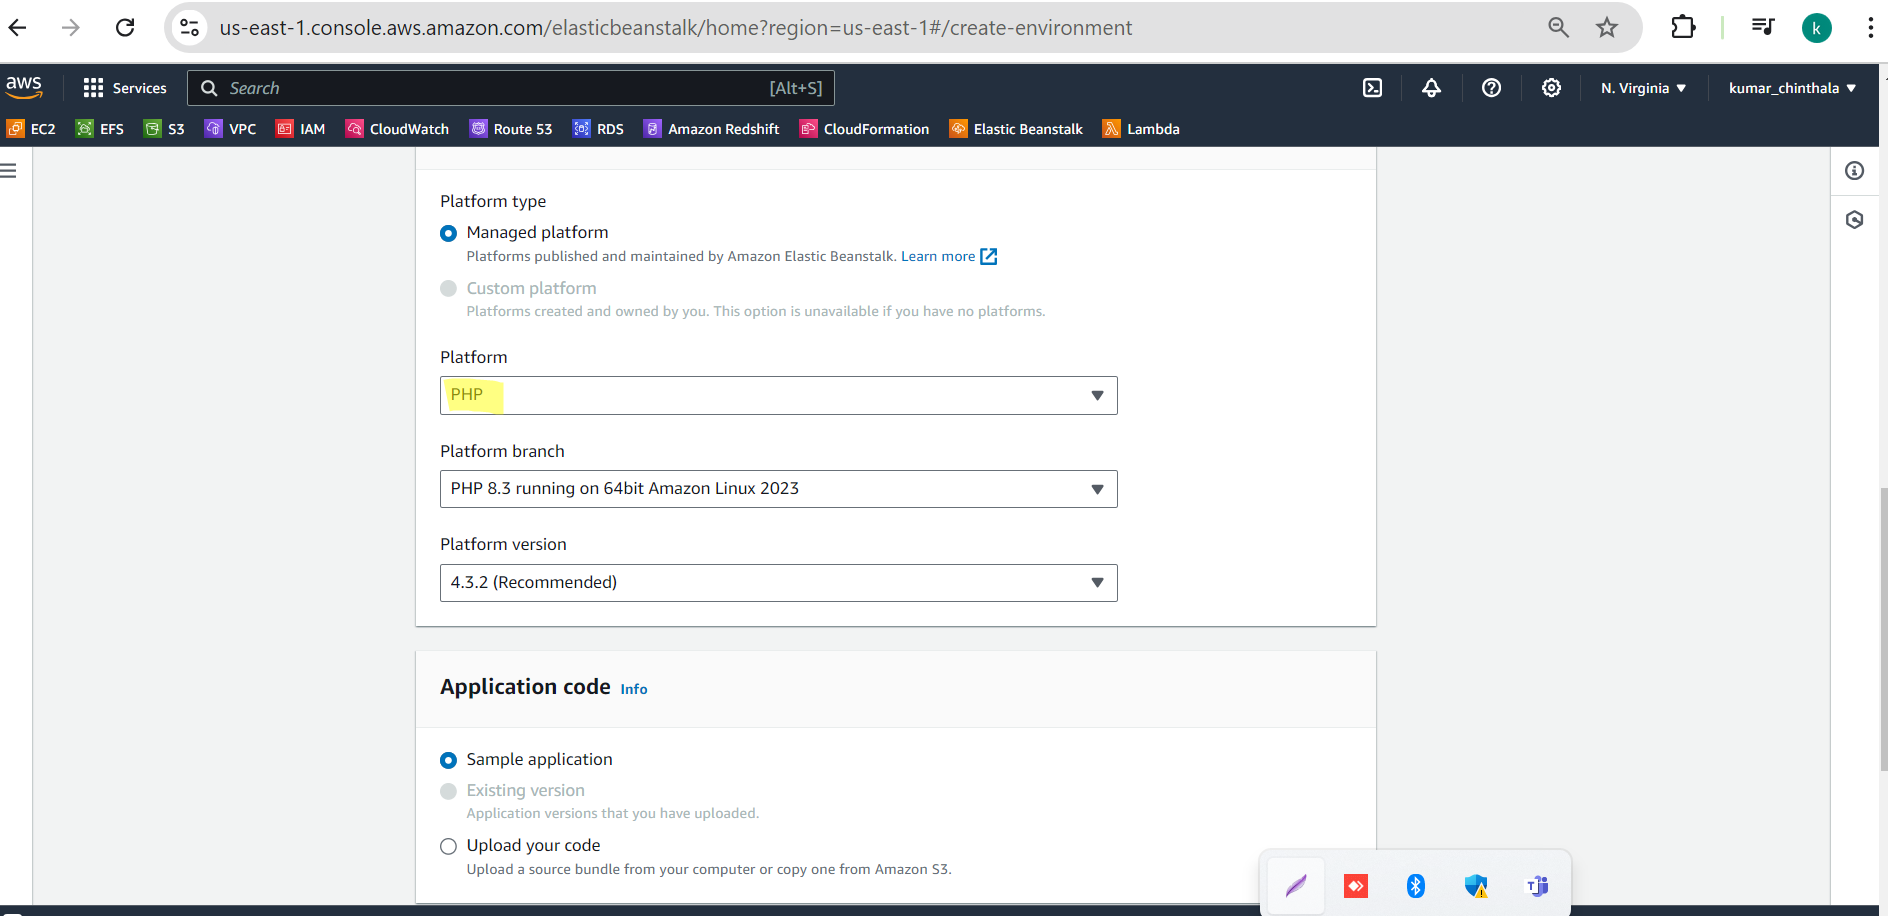 us-east-1.console.aws.amazon.com/elasticbeanstalk/home?region=us-east-1#/create-environment
k
aws Services Search [Alt+S] N. Virginia ▼ kumar_chinthala ▼
EC2 EFS S3 VPC IAM CloudWatch Route 53 RDS Amazon Redshift CloudFormation Elastic Beanstalk Lambda
Platform type
Managed platform
Platforms published and maintained by Amazon Elastic Beanstalk. Learn more
Custom platform
Platforms created and owned by you. This option is unavailable if you have no platforms.
Platform
PHP
Platform branch
PHP 8.3 running on 64bit Amazon Linux 2023
Platform version
4.3.2 (Recommended)
Application code Info
Sample application
Existing version
Application versions that you have uploaded.
Upload your code
Upload a source bundle from your computer or copy one from Amazon S3.